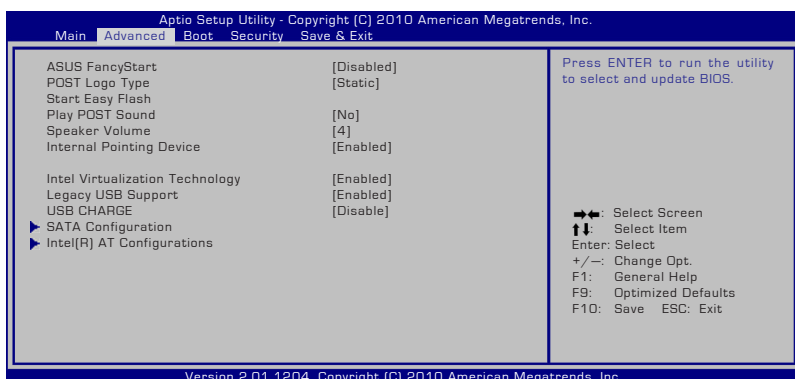 Aptio Setup Utility - Copyright (C) 2010 American Megatrends, Inc.
Main Advanced Boot Security Save & Exit
ASUS FancyStart [Disabled]
POST Logo Type [Static]
Start Easy Flash
Play POST Sound [No]
Speaker Volume [4]
Internal Pointing Device [Enabled]
Intel Virtualization Technology [Enabled]
Legacy USB Support [Enabled]
USB CHARGE [Disable]
SATA Configuration
Intel(R) AT Configurations
Press ENTER to run the utility
to select and update BIOS.
→←: Select Screen
↑↓: Select Item
Enter: Select
+/—: Change Opt.
F1: General Help
F9: Optimized Defaults
F10: Save ESC: Exit
Version 2.01.1204. Copyright (C) 2010 American Megatrends, Inc.